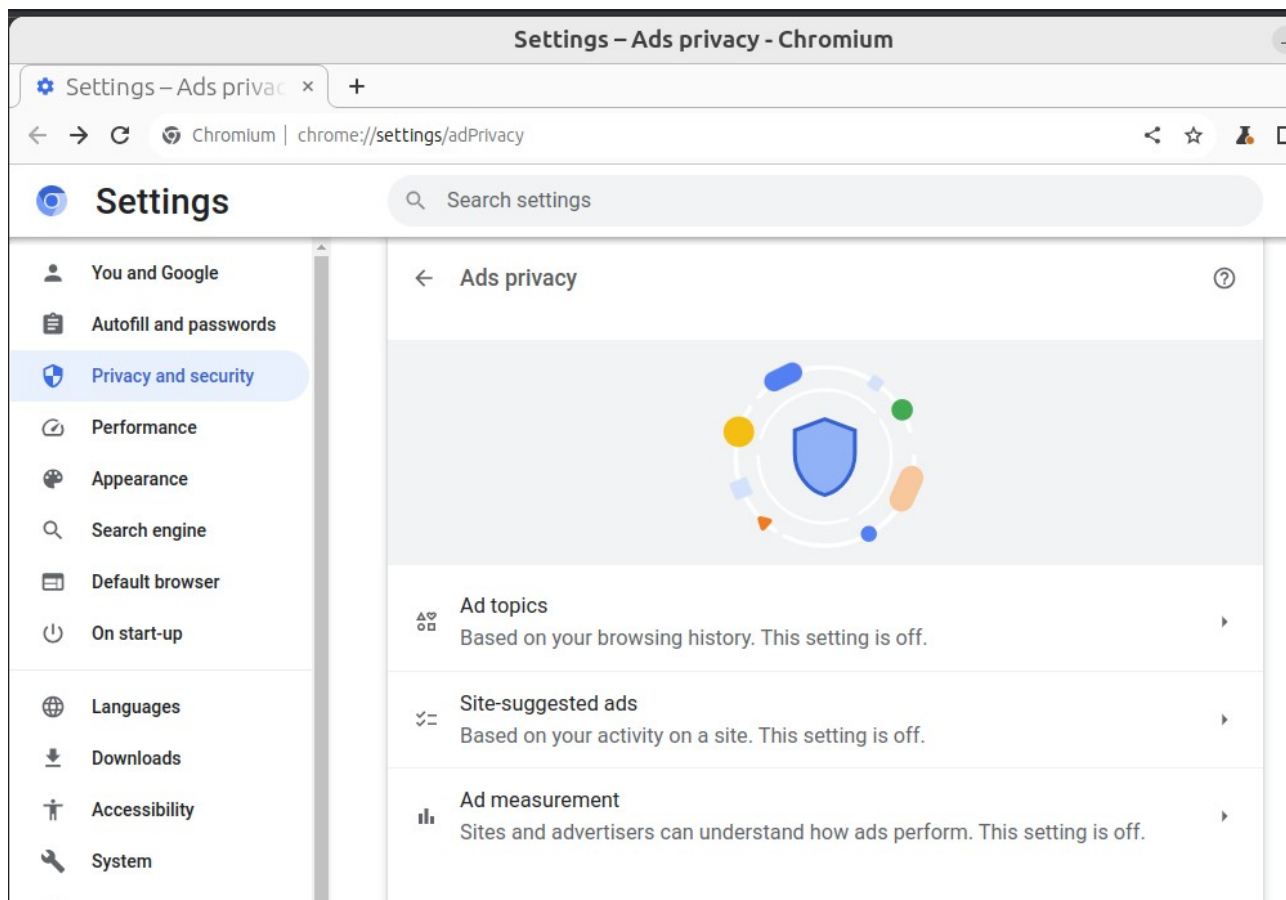 Settings – Ads privacy - Chromium
Settings – Ads privac
Chromium | chrome://settings/adPrivacy
Settings
Search settings
You and Google
Autofill and passwords
Privacy and security
Performance
Appearance
Search engine
Default browser
On start-up
Languages
Downloads
Accessibility
System
Ads privacy
Ad topics
Based on your browsing history. This setting is off.
Site-suggested ads
Based on your activity on a site. This setting is off.
Ad measurement
Sites and advertisers can understand how ads perform. This setting is off.